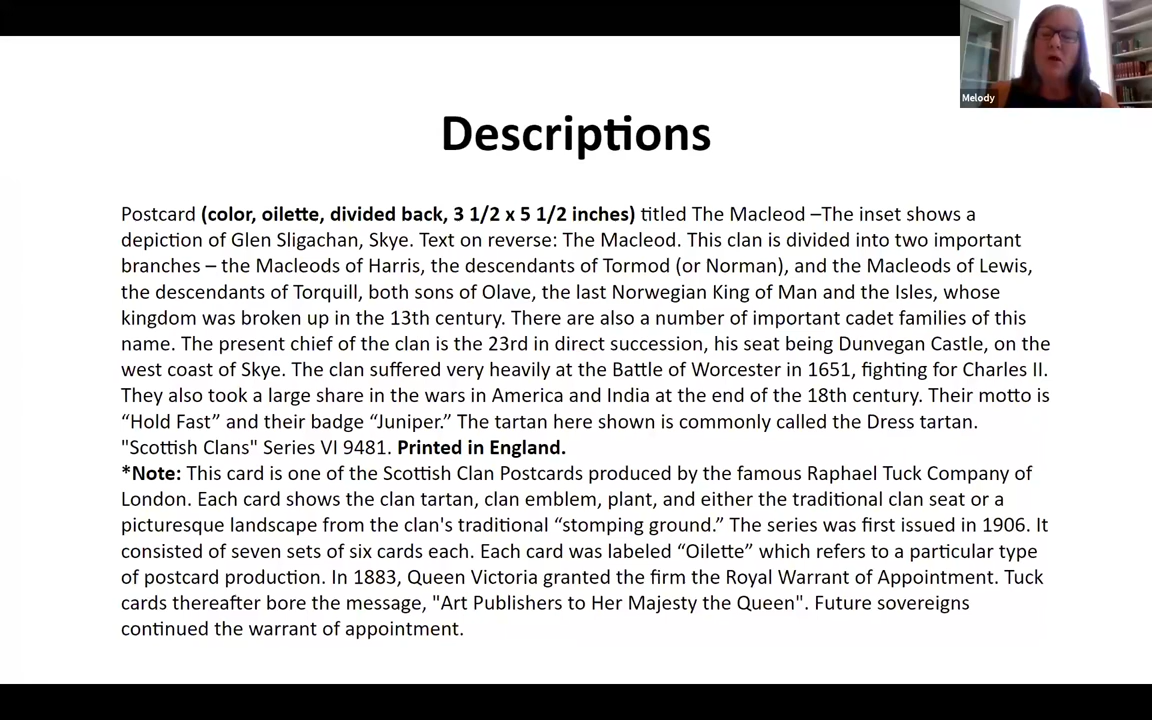 Melody
Descriptions
Postcard (color, oilette, divided back, 3 1/2 x 5 1/2 inches) titled The Macleod –The inset shows a
depiction of Glen Sligachan, Skye. Text on reverse: The Macleod. This clan is divided into two important
branches – the Macleods of Harris, the descendants of Tormod (or Norman), and the Macleods of Lewis,
the descendants of Torquill, both sons of Olave, the last Norwegian King of Man and the Isles, whose
kingdom was broken up in the 13th century. There are also a number of important cadet families of this
name. The present chief of the clan is the 23rd in direct succession, his seat being Dunvegan Castle, on the
west coast of Skye. The clan suffered very heavily at the Battle of Worcester in 1651, fighting for Charles II.
They also took a large share in the wars in America and India at the end of the 18th century. Their motto is
“Hold Fast” and their badge “Juniper.” The tartan here shown is commonly called the Dress tartan.
"Scottish Clans" Series VI 9481. Printed in England.
*Note: This card is one of the Scottish Clan Postcards produced by the famous Raphael Tuck Company of
London. Each card shows the clan tartan, clan emblem, plant, and either the traditional clan seat or a
picturesque landscape from the clan's traditional “stomping ground.” The series was first issued in 1906. It
consisted of seven sets of six cards each. Each card was labeled “Oilette” which refers to a particular type
of postcard production. In 1883, Queen Victoria granted the firm the Royal Warrant of Appointment. Tuck
cards thereafter bore the message, "Art Publishers to Her Majesty the Queen". Future sovereigns
continued the warrant of appointment.